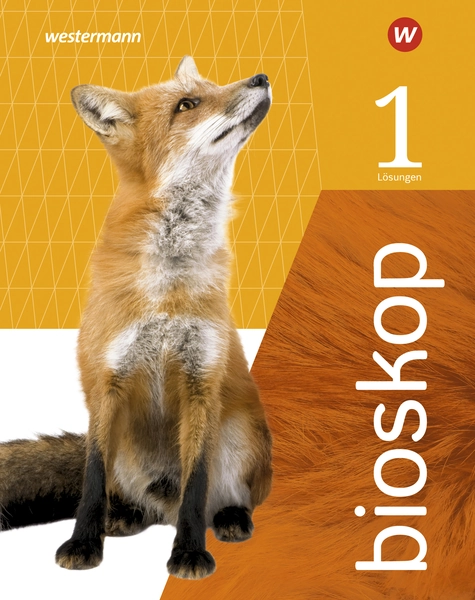 westermann
W
1
Lösungen
bioskop